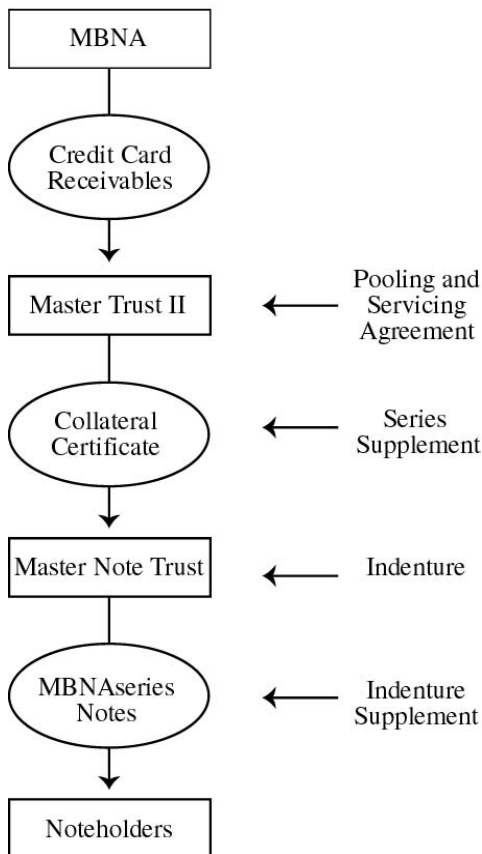 MBNA
Credit Card
Receivables
Master Trust II
Pooling and
Servicing
Agreement
Collateral
Certificate
Series
Supplement
Master Note Trust
Indenture
MBNAseries
Notes
Indenture
Supplement
Noteholders